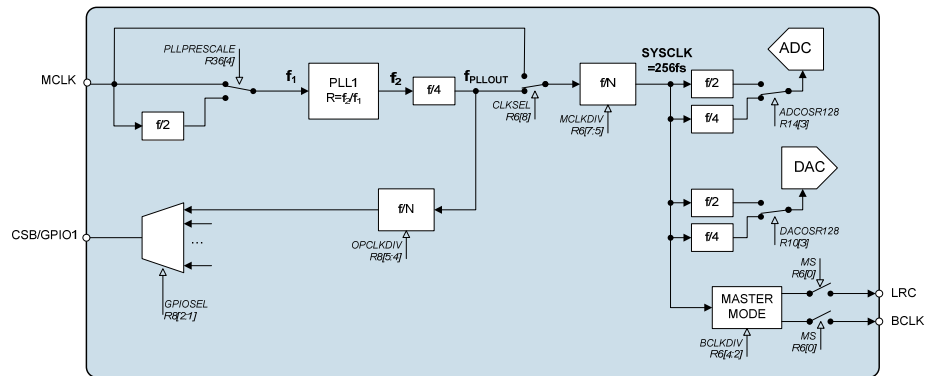 PLLPRESCALE
R36[4]
MCLK
f1
PLL1
R=f2/f1
f2
f/4
fPLLOUT
CLKSEL
R6[8]
f/N
MCLKDIV
R6[7:5]
SYSCLK
=256fs
f/2
f/4
ADC
ADCOSR128
R14[3]
f/2
DAC
f/2
f/4
DACOSR128
R10[3]
CSB/GPIO1
...
GPIOSEL
R8[2:1]
f/N
OPCLKDIV
R8[5:4]
MASTER
MODE
BCLKDIV
R6[4:2]
MS
R6[0]
LRC
BCLK
MS
R6[0]